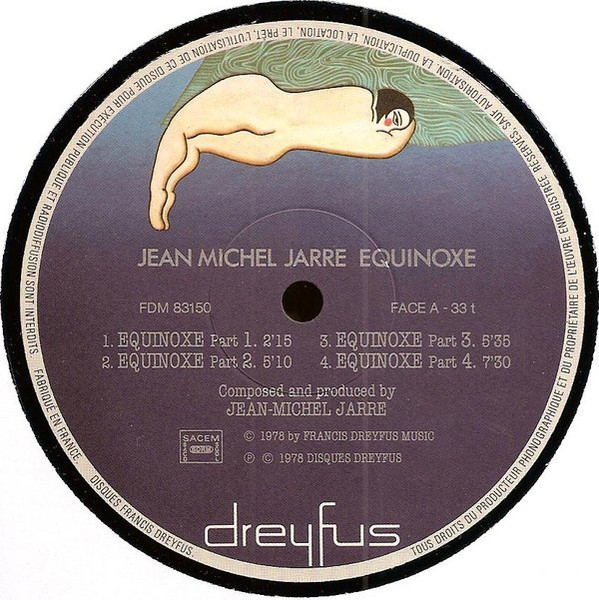 TOUS DROITS DU PRODUCTEUR PHONOGRAPHIQUE ET DU PROPRIÉTAIRE DE L'ŒUVRE ENREGISTRÉE RÉSERVÉS, SAUF AUTORISATION, LA DUPLICATION, LA LOCATION, LE PRÊT, L'UTILISATION DE CE DISQUE POUR EXÉCUTION PUBLIQUE ET RADIODIFFUSION SONT INTERDITS. FABRIQUÉ EN FRANCE.
JEAN MICHEL JARRE EQUINOXE
FDM 83150 FACE A - 33 t
1. EQUINOXE Part 1. 2'15 3. EQUINOXE Part 3. 5'35
2. EQUINOXE Part 2. 5'10 4. EQUINOXE Part 4. 7'30
Composed and produced by
JEAN-MICHEL JARRE
SACEM
© 1978 by FRANCIS DREYFUS MUSIC
℗ © 1978 DISQUES DREYFUS
dreyfus
DISQUES FRANCIS DREYFUS.